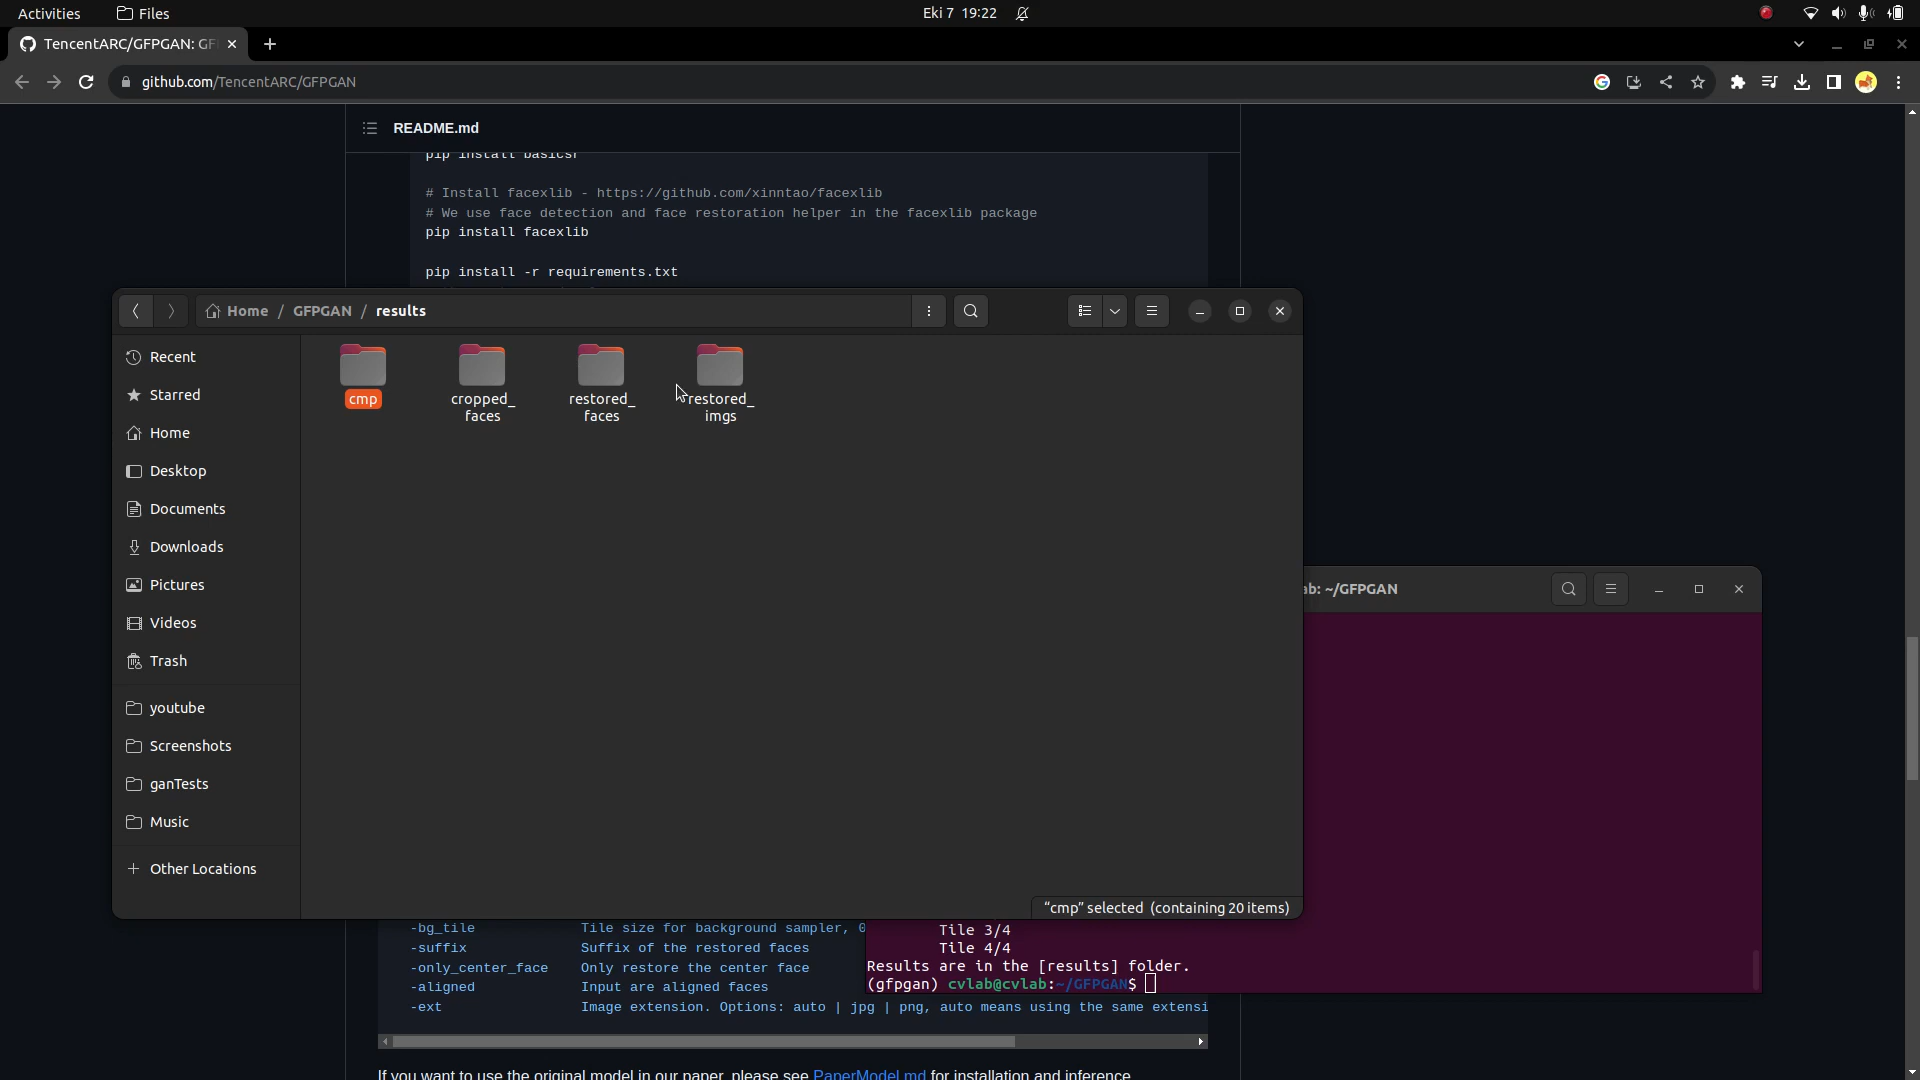 Activities
Files
Eki 7 19:22
TencentARC/GFPGAN: GF
github.com/TencentARC/GFPGAN
README.md
pip install basicsr
# Install facexlib - https://github.com/xinntao/facexlib
# We use face detection and face restoration helper in the facexlib package
pip install facexlib
pip install -r requirements.txt
Home / GFPGAN / results
Recent
Starred
Home
Desktop
Documents
Downloads
Pictures
Videos
Trash
youtube
Screenshots
ganTests
Music
+ Other Locations
cmp
cropped_
faces
restored_
faces
restored_
imgs
“cmp” selected (containing 20 items)
ab: ~/GFPGAN
Tile 3/4
Tile 4/4
Results are in the [results] folder.
(gfpgan) cvlab@cvlab:~/GFPGAN$
-bg_tile Tile size for background sampler, 0
-suffix Suffix of the restored faces
-only_center_face Only restore the center face
-aligned Input are aligned faces
-ext Image extension. Options: auto | jpg | png, auto means using the same extensi
If you want to use the original model in our paper, please see PaperModel.md for installation and inference.